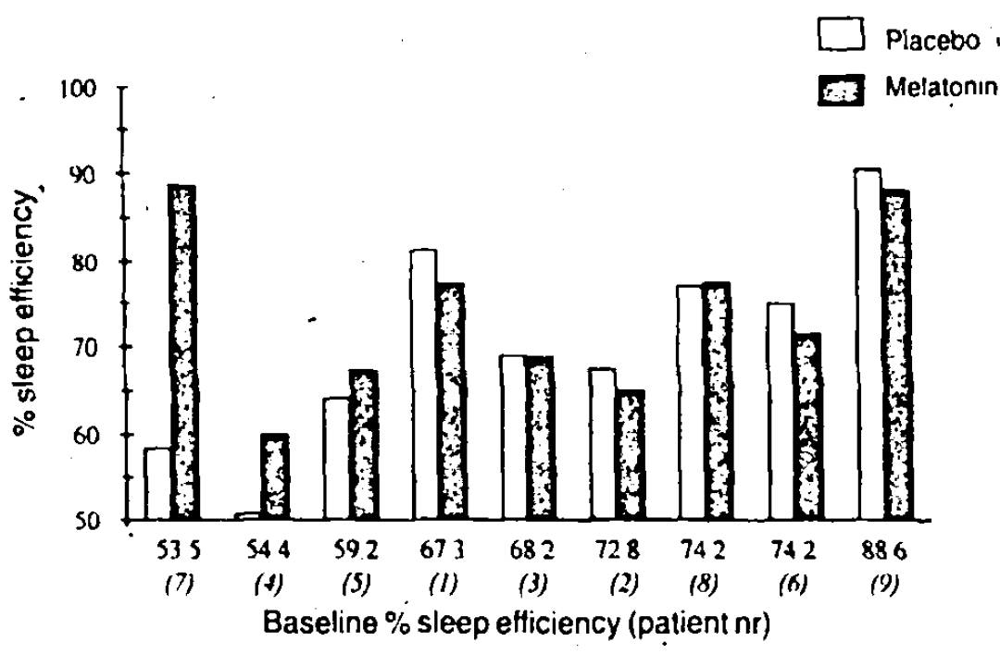 Placebo
Melatonin
100
90
80
70
60
50
% sleep efficiency
53 5 54 4 59.2 67 3 68 2 72 8 74 2 74 2 88 6
(7) (4) (5) (1) (3) (2) (8) (6) (9)
Baseline % sleep efficiency (patient nr)